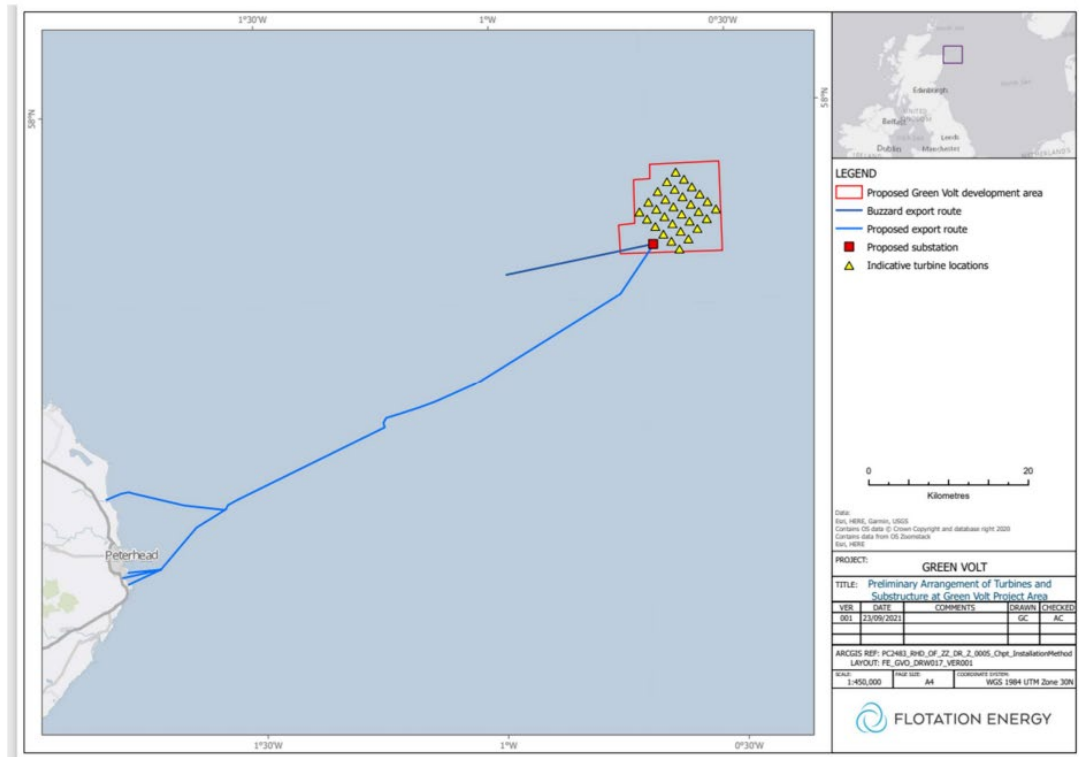 1°30'W 1°W 0°30'W
58°N 58°N
Peterhead
1°30'W 1°W 0°30'W
Edinburgh
UNITED
Belfast
Leeds
Dublin Manchester
LEGEND
Proposed Green Volt development area
Buzzard export route
Proposed export route
Proposed substation
Indicative turbine locations
0 20
Kilometres
Data:
Esri, HERE, Garmin, USGS
Contains OS data © Crown Copyright and database right 2020
Contains data from OS Zoomstack
Esri, HERE
PROJECT:
GREEN VOLT
TITLE: Preliminary Arrangement of Turbines and
Substructure at Green Volt Project Area
VER DATE COMMENTS DRAWN CHECKED
001 23/09/2021 GC AC
ARCGIS REF: PC2483_RHD_OF_ZZ_DR_Z_0005_Chpt_InstallationMethod
LAYOUT: FE_GVO_DRW017_VER001
SCALE: PAGE SIZE: COORDINATE SYSTEM:
1:450,000 A4 WGS 1984 UTM Zone 30N
FLOTATION ENERGY